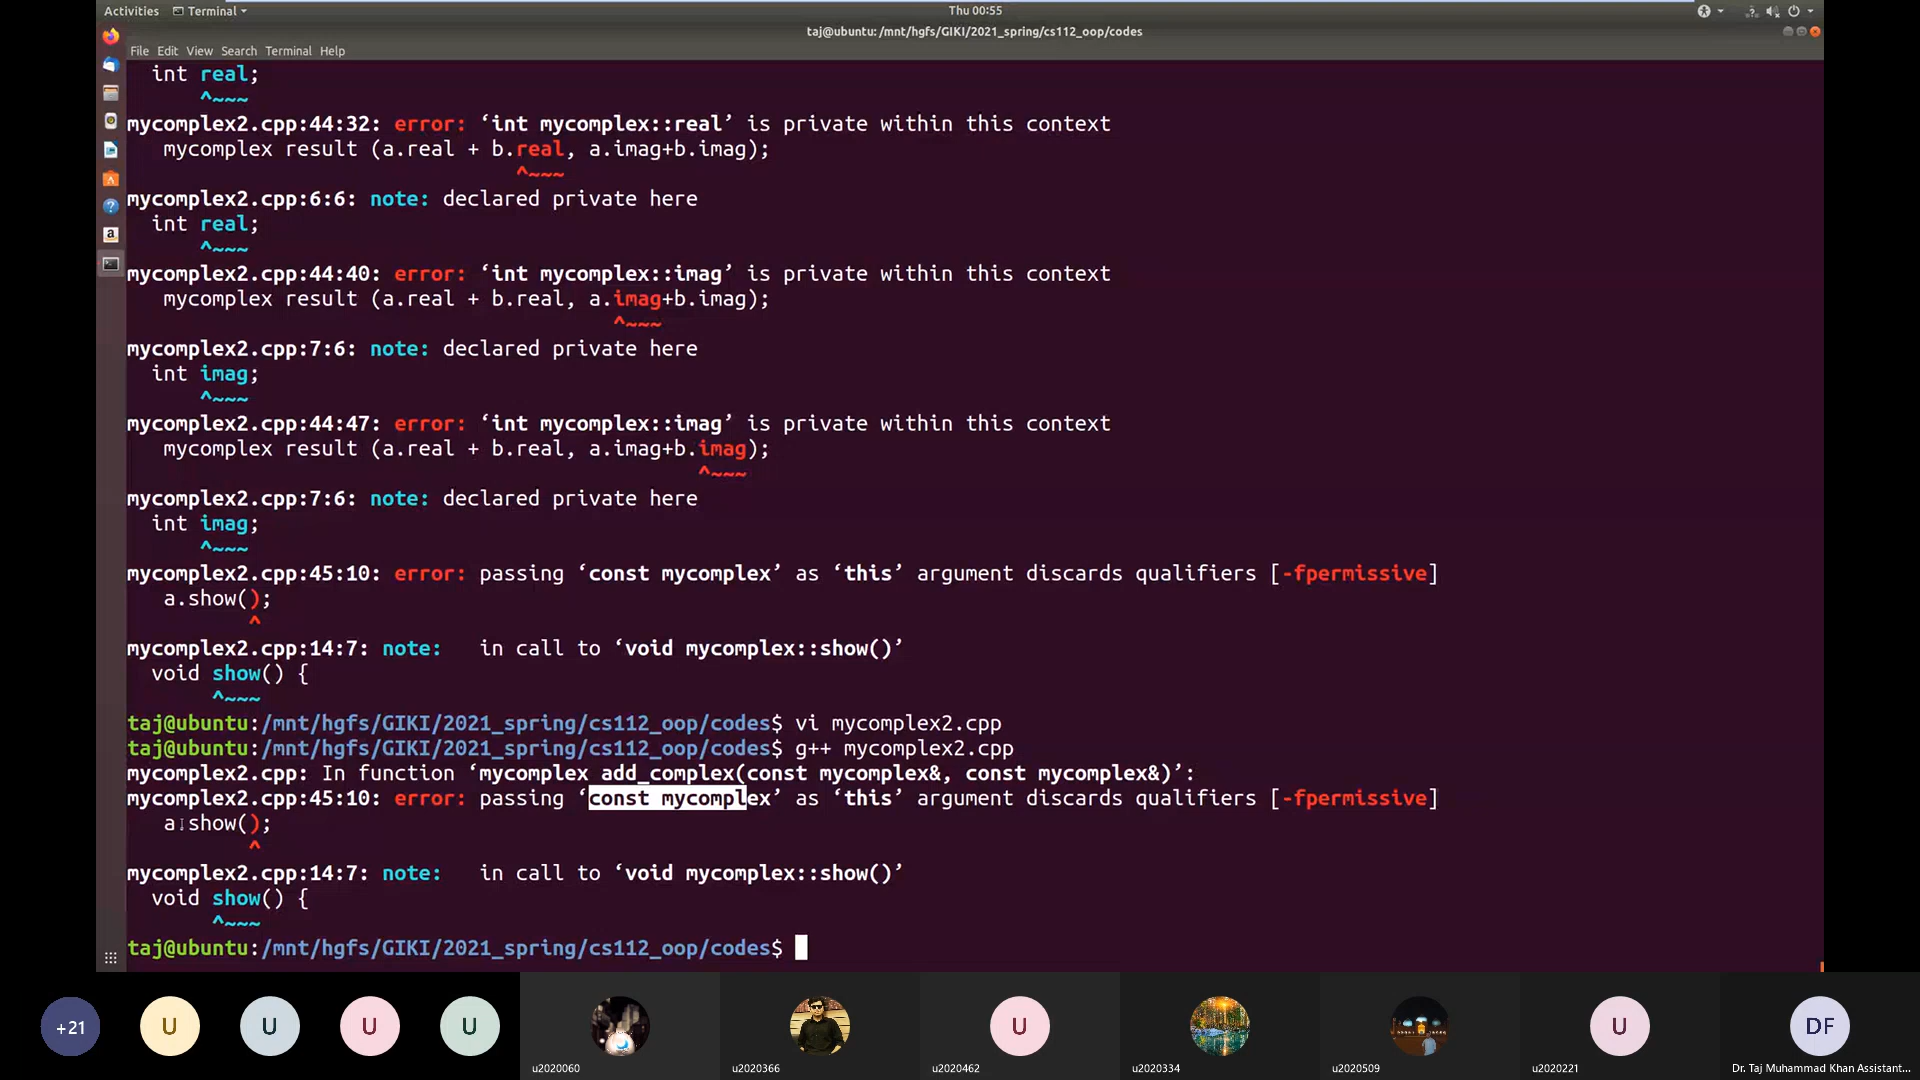 Activities Terminal Thu 00:55
taj@ubuntu: /mnt/hgfs/GIKI/2021_spring/cs112_oop/codes
File Edit View Search Terminal Help
int real;
^~~~
mycomplex2.cpp:44:32: error: ‘int mycomplex::real’ is private within this context
mycomplex result (a.real + b.real, a.imag+b.imag);
^~~~
mycomplex2.cpp:6:6: note: declared private here
int real;
^~~~
mycomplex2.cpp:44:40: error: ‘int mycomplex::imag’ is private within this context
mycomplex result (a.real + b.real, a.imag+b.imag);
^~~~
mycomplex2.cpp:7:6: note: declared private here
int imag;
^~~~
mycomplex2.cpp:44:47: error: ‘int mycomplex::imag’ is private within this context
mycomplex result (a.real + b.real, a.imag+b.imag);
^~~~
mycomplex2.cpp:7:6: note: declared private here
int imag;
^~~~
mycomplex2.cpp:45:10: error: passing ‘const mycomplex’ as ‘this’ argument discards qualifiers [-fpermissive]
a.show();
^
mycomplex2.cpp:14:7: note:   in call to ‘void mycomplex::show()’
void show() {
^~~~
taj@ubuntu:/mnt/hgfs/GIKI/2021_spring/cs112_oop/codes$ vi mycomplex2.cpp
taj@ubuntu:/mnt/hgfs/GIKI/2021_spring/cs112_oop/codes$ g++ mycomplex2.cpp
mycomplex2.cpp: In function ‘mycomplex add_complex(const mycomplex&, const mycomplex&)’:
mycomplex2.cpp:45:10: error: passing ‘const mycomplex’ as ‘this’ argument discards qualifiers [-fpermissive]
a.show();
^
mycomplex2.cpp:14:7: note:   in call to ‘void mycomplex::show()’
void show() {
^~~~
taj@ubuntu:/mnt/hgfs/GIKI/2021_spring/cs112_oop/codes$
+21 U U U U U U DF
u2020060 u2020366 u2020462 u2020334 u2020509 u2020221 Dr. Taj Muhammad Khan Assistant...